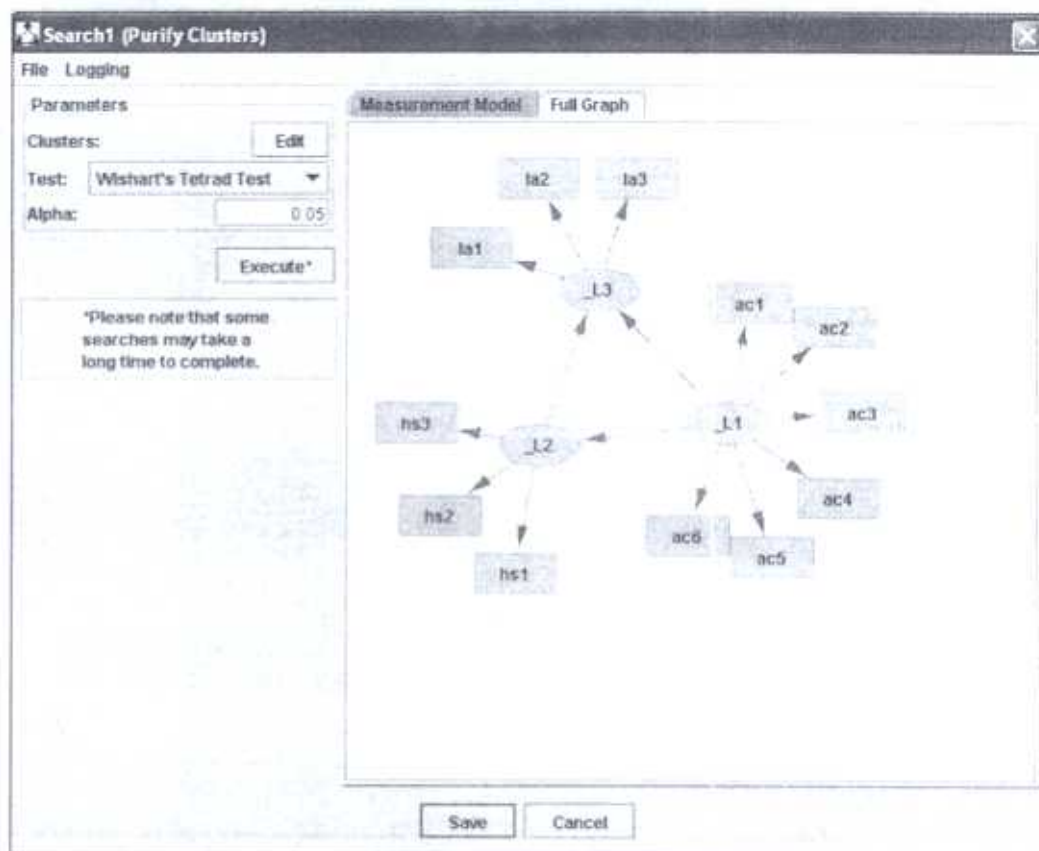 Search1 (Purify Clusters)
File Logging
Parameters
Clusters: Edit
Test: Wishart's Tetrad Test
Alpha: 0.05
Execute*
*Please note that some
searches may take a
long time to complete.
Measurement Model Full Graph
la2 la3
la1
_L3
ac1
ac2
ac3
hs3
_L1
_L2
ac4
hs2
ac6
ac5
hs1
Save Cancel